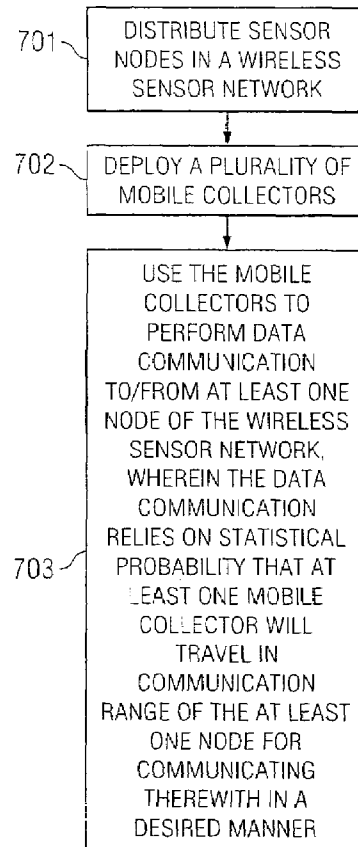 701
DISTRIBUTE SENSOR
NODES IN A WIRELESS
SENSOR NETWORK
702
DEPLOY A PLURALITY OF
MOBILE COLLECTORS
703
USE THE MOBILE
COLLECTORS TO
PERFORM DATA
COMMUNICATION
TO/FROM AT LEAST ONE
NODE OF THE WIRELESS
SENSOR NETWORK,
WHEREIN THE DATA
COMMUNICATION
RELIES ON STATISTICAL
PROBABILITY THAT AT
LEAST ONE MOBILE
COLLECTOR WILL
TRAVEL IN
COMMUNICATION
RANGE OF THE AT LEAST
ONE NODE FOR
COMMUNICATING
THEREWITH IN A
DESIRED MANNER